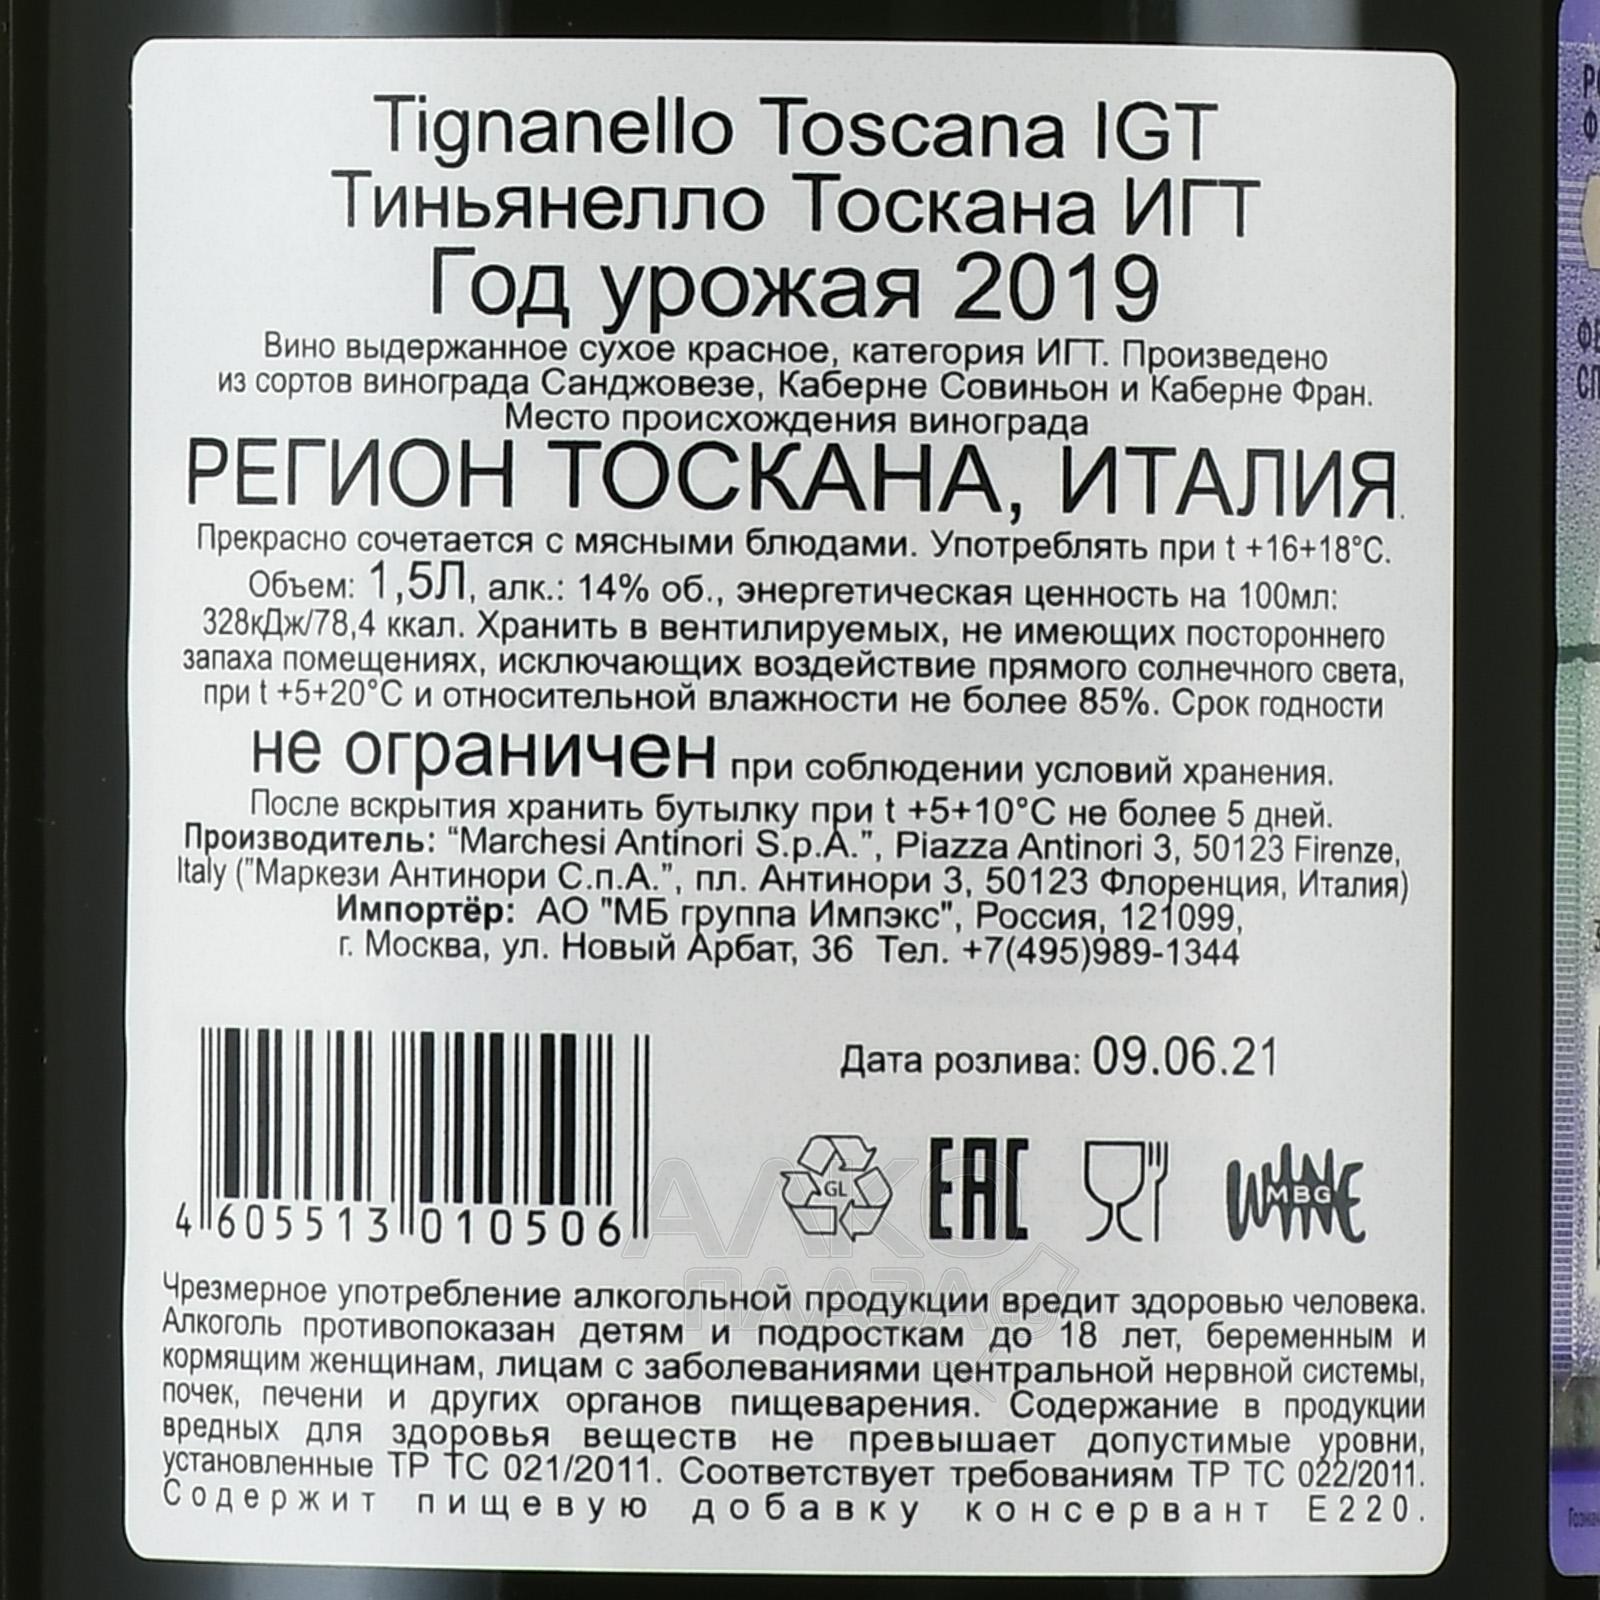 Tignanello Toscana IGT
Тиньянелло Тоскана ИГТ
Год урожая 2019
Вино выдержанное сухое красное, категория ИГТ. Произведено
из сортов винограда Санджовезе, Каберне Совиньон и Каберне Фран.
Место происхождения винограда
РЕГИОН ТОСКАНА, ИТАЛИЯ.
Прекрасно сочетается с мясными блюдами. Употреблять при t +16+18°С.
Объем: 1,5Л, алк.: 14% об., энергетическая ценность на 100мл:
328кДж/78,4 ккал. Хранить в вентилируемых, не имеющих постороннего
запаха помещениях, исключающих воздействие прямого солнечного света,
при t +5+20°С и относительной влажности не более 85%. Срок годности
не ограничен при соблюдении условий хранения.
После вскрытия хранить бутылку при t +5+10°С не более 5 дней.
Производитель: “Marchesi Antinori S.p.A.”, Piazza Antinori 3, 50123 Firenze,
Italy ("Маркези Антинори С.п.А.”, пл. Антинори 3, 50123 Флоренция, Италия)
Импортёр: АО "МБ группа Импэкс", Россия, 121099,
г. Москва, ул. Новый Арбат, 36 Тел. +7(495)989-1344
Дата розлива: 09.06.21
4 605513 010506
GL
EAC
WINE
MBG
АЛКО
ПЛАЗА
Чрезмерное употребление алкогольной продукции вредит здоровью человека.
Алкоголь противопоказан детям и подросткам до 18 лет, беременным и
кормящим женщинам, лицам с заболеваниями центральной нервной системы,
почек, печени и других органов пищеварения. Содержание в продукции
вредных для здоровья веществ не превышает допустимые уровни,
установленные ТР ТС 021/2011. Соответствует требованиям ТР ТС 022/2011.
Содержит пищевую добавку консервант Е220.